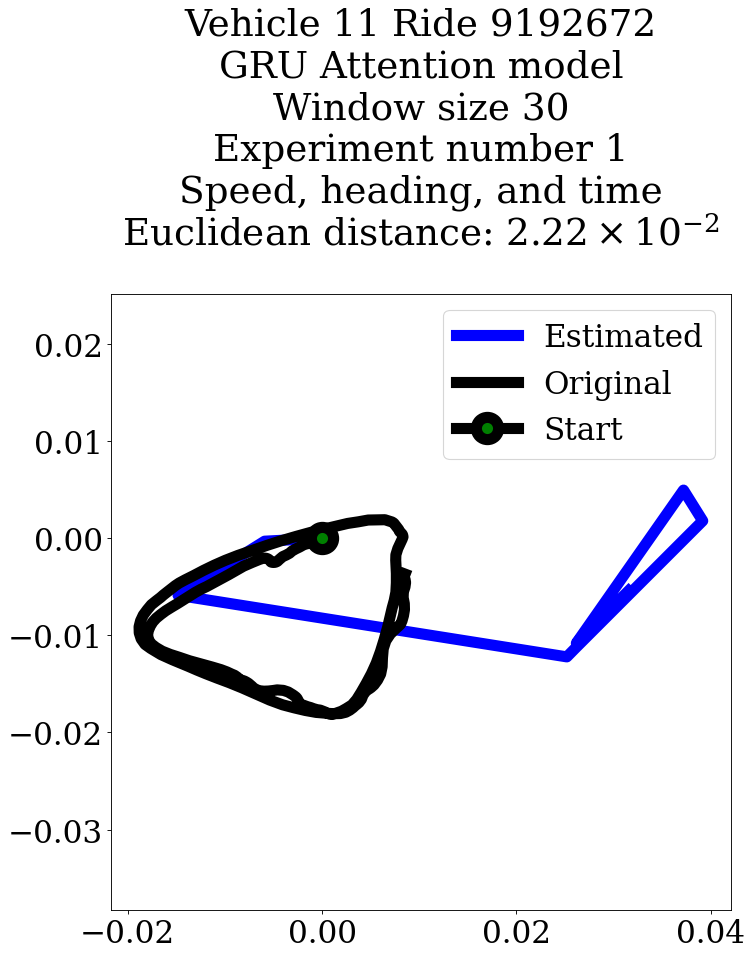 Vehicle 11 Ride 9192672
GRU Attention model
Window size 30
Experiment number 1
Speed, heading, and time
Euclidean distance: 2.22 × 10⁻²
Estimated
Original
Start
0.02
0.01
0.00
−0.01
−0.02
−0.03
−0.02 0.00 0.02 0.04